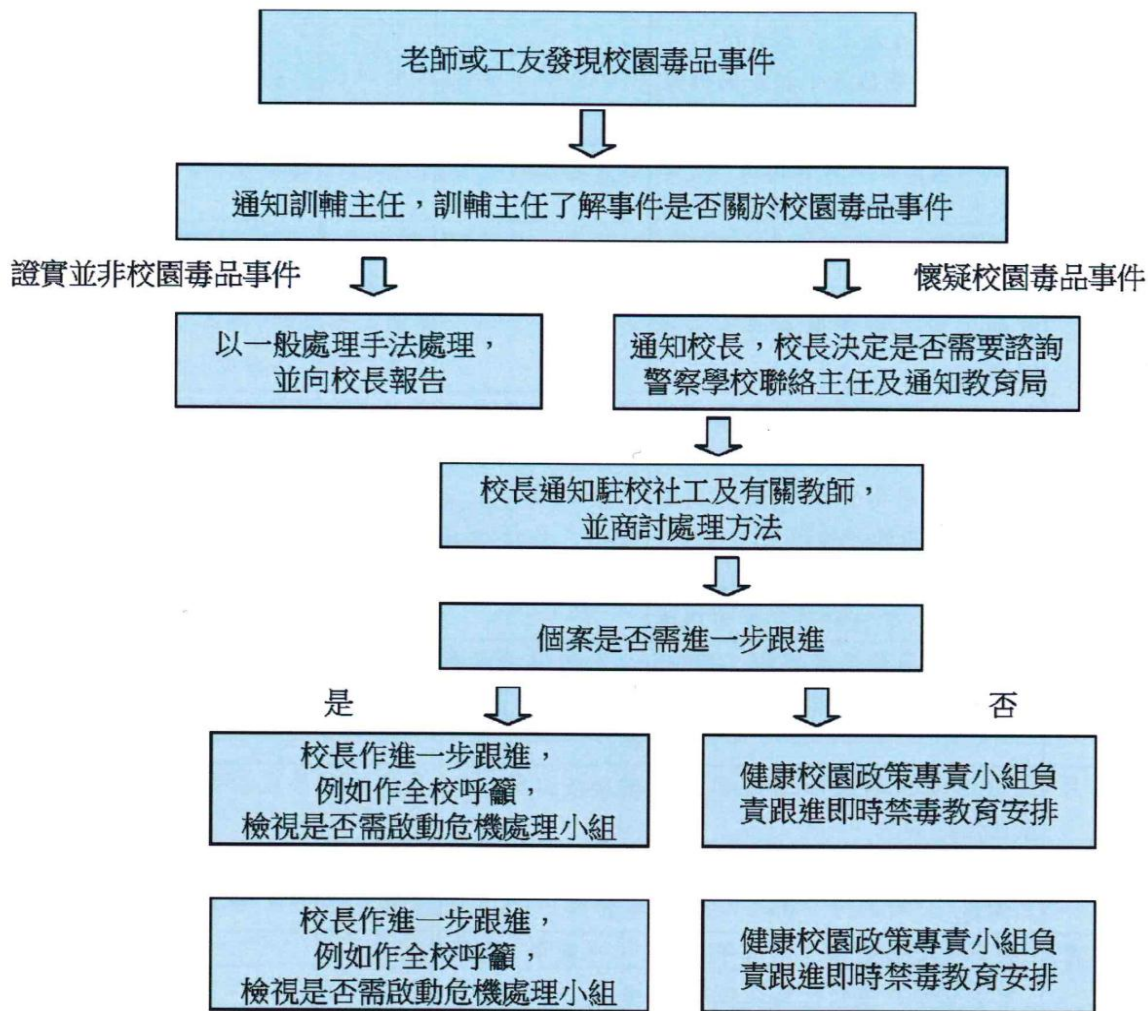 老師或工友發現校園毒品事件
通知訓輔主任，訓輔主任了解事件是否關於校園毒品事件
證實並非校園毒品事件
懷疑校園毒品事件
以一般處理手法處理，
並向校長報告
通知校長，校長決定是否需要諮詢
警察學校聯絡主任及通知教育局
校長通知駐校社工及有關教師，
並商討處理方法
個案是否需進一步跟進
是
否
校長作進一步跟進，
例如作全校呼籲，
檢視是否需啟動危機處理小組
健康校園政策專責小組負
責跟進即時禁毒教育安排
校長作進一步跟進，
例如作全校呼籲，
檢視是否需啟動危機處理小組
健康校園政策專責小組負
責跟進即時禁毒教育安排